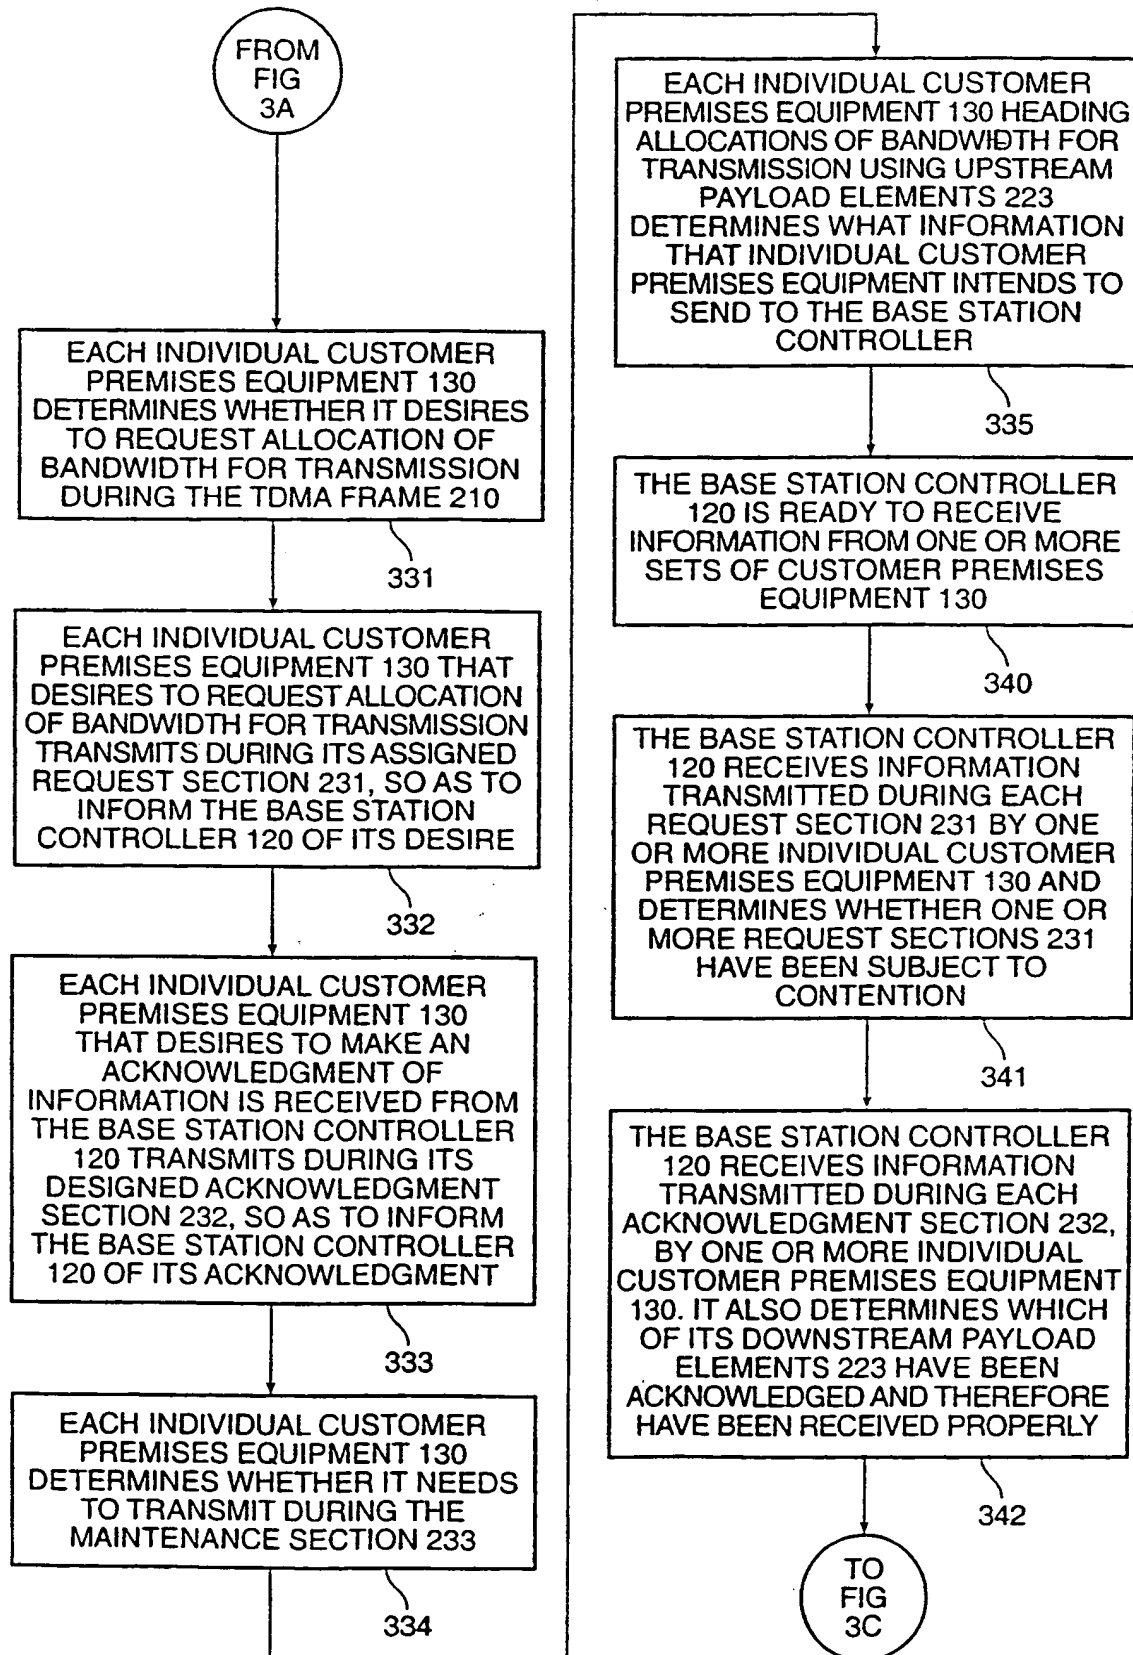 FROM
FIG
3A
EACH INDIVIDUAL CUSTOMER
PREMISES EQUIPMENT 130
DETERMINES WHETHER IT DESIRES
TO REQUEST ALLOCATION OF
BANDWIDTH FOR TRANSMISSION
DURING THE TDMA FRAME 210
331
EACH INDIVIDUAL CUSTOMER
PREMISES EQUIPMENT 130 THAT
DESIRES TO REQUEST ALLOCATION
OF BANDWIDTH FOR TRANSMISSION
TRANSMITS DURING ITS ASSIGNED
REQUEST SECTION 231, SO AS TO
INFORM THE BASE STATION
CONTROLLER 120 OF ITS DESIRE
332
EACH INDIVIDUAL CUSTOMER
PREMISES EQUIPMENT 130
THAT DESIRES TO MAKE AN
ACKNOWLEDGMENT OF
INFORMATION IS RECEIVED FROM
THE BASE STATION CONTROLLER
120 TRANSMITS DURING ITS
DESIGNED ACKNOWLEDGMENT
SECTION 232, SO AS TO INFORM
THE BASE STATION CONTROLLER
120 OF ITS ACKNOWLEDGMENT
333
EACH INDIVIDUAL CUSTOMER
PREMISES EQUIPMENT 130
DETERMINES WHETHER IT NEEDS
TO TRANSMIT DURING THE
MAINTENANCE SECTION 233
334
EACH INDIVIDUAL CUSTOMER
PREMISES EQUIPMENT 130 HEADING
ALLOCATIONS OF BANDWIDTH FOR
TRANSMISSION USING UPSTREAM
PAYLOAD ELEMENTS 223
DETERMINES WHAT INFORMATION
THAT INDIVIDUAL CUSTOMER
PREMISES EQUIPMENT INTENDS TO
SEND TO THE BASE STATION
CONTROLLER
335
THE BASE STATION CONTROLLER
120 IS READY TO RECEIVE
INFORMATION FROM ONE OR MORE
SETS OF CUSTOMER PREMISES
EQUIPMENT 130
340
THE BASE STATION CONTROLLER
120 RECEIVES INFORMATION
TRANSMITTED DURING EACH
REQUEST SECTION 231 BY ONE
OR MORE INDIVIDUAL CUSTOMER
PREMISES EQUIPMENT 130 AND
DETERMINES WHETHER ONE OR
MORE REQUEST SECTIONS 231
HAVE BEEN SUBJECT TO
CONTENTION
341
THE BASE STATION CONTROLLER
120 RECEIVES INFORMATION
TRANSMITTED DURING EACH
ACKNOWLEDGMENT SECTION 232,
BY ONE OR MORE INDIVIDUAL
CUSTOMER PREMISES EQUIPMENT
130. IT ALSO DETERMINES WHICH
OF ITS DOWNSTREAM PAYLOAD
ELEMENTS 223 HAVE BEEN
ACKNOWLEDGED AND THEREFORE
HAVE BEEN RECEIVED PROPERLY
342
TO
FIG
3C